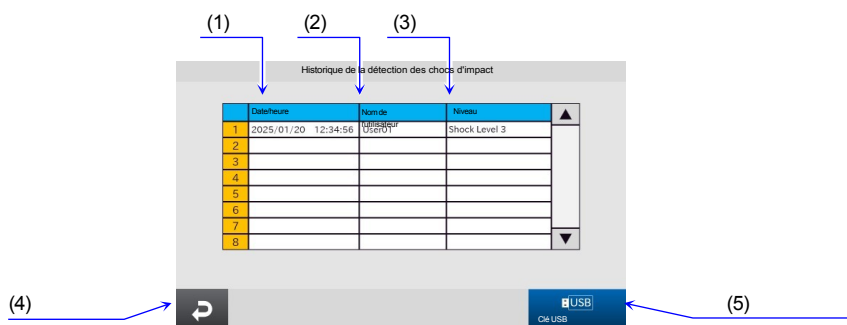 (1) (2) (3)
Historique de la détection des chocs d'impact
Date/heure Nom de l'utilisateur Niveau
1 2025/01/20 12:34:56 User01 Shock Level 3
2
3
4
5
6
7
8
(4) USB (5)
Clé USB